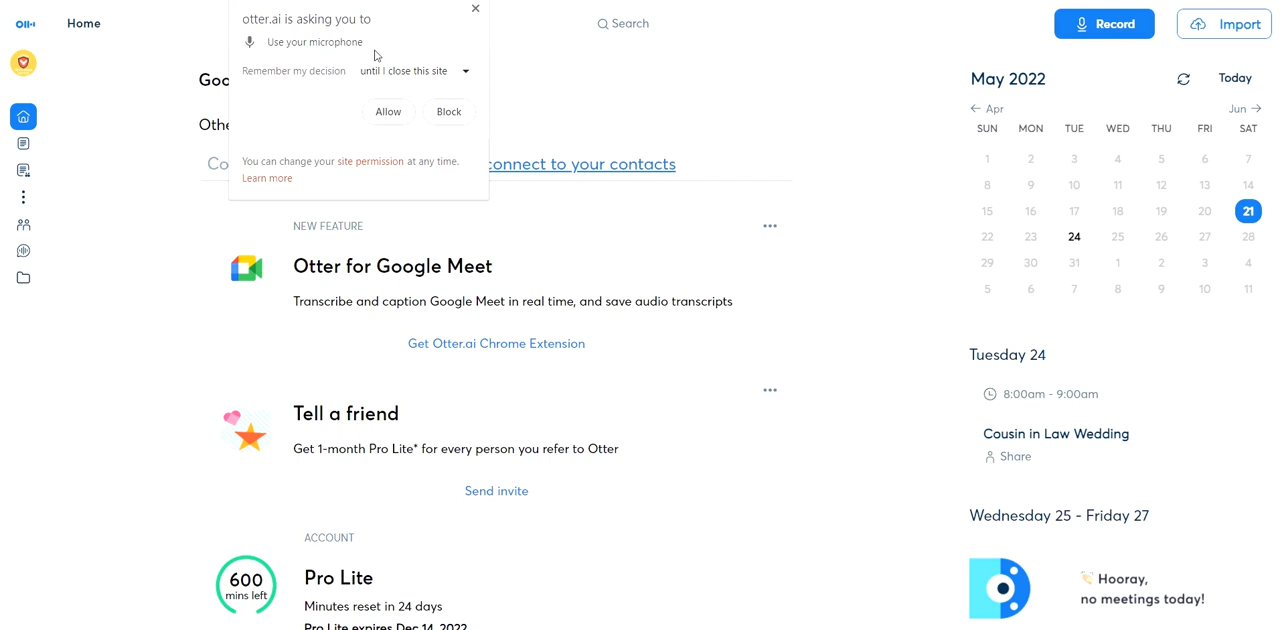 Home
otter.ai is asking you to
Use your microphone
Remember my decision until I close this site
Allow Block
You can change your site permission at any time.
Learn more
Search
Record
Import
Goo
Othe
Co
connect to your contacts
NEW FEATURE
Otter for Google Meet
Transcribe and caption Google Meet in real time, and save audio transcripts
Get Otter.ai Chrome Extension
Tell a friend
Get 1-month Pro Lite* for every person you refer to Otter
Send invite
ACCOUNT
600
mins left
Pro Lite
Minutes reset in 24 days
Pro Lite expires Dec 14, 2022
May 2022
Today
Apr Jun
SUN MON TUE WED THU FRI SAT
1 2 3 4 5 6 7
8 9 10 11 12 13 14
15 16 17 18 19 20 21
22 23 24 25 26 27 28
29 30 31 1 2 3 4
5 6 7 8 9 10 11
Tuesday 24
8:00am - 9:00am
Cousin in Law Wedding
Share
Wednesday 25 - Friday 27
👏 Hooray,
no meetings today!